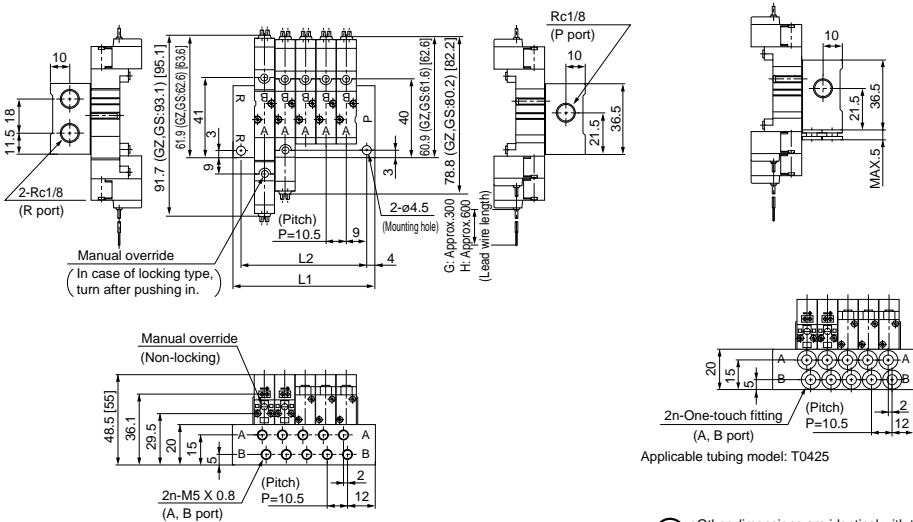 10
18
11.5
2-Rc1/8
(R port)
91.7 (GZ,GS:93.1) [95.1]
61.9 (GZ,GS:62.6) [63.6]
41
3
9
R
R
B
B
B
B
B
A
A
A
A
A
P
40
3
60.9 (GZ,GS:61.6) [62.6]
78.8 (GZ,GS:80.2) [82.2]
2-ø4.5
(Mounting hole)
(Pitch)
P=10.5
9
L2
4
L1
Manual override
(In case of locking type,
turn after pushing in.)
G: Approx.300
H: Approx.600
(Lead wire length)
Rc1/8
(P port)
10
21.5
36.5
10
21.5
36.5
MAX.5
Manual override
(Non-locking)
48.5 [55]
36.1
29.5
20
15
5
A
A
B
B
2
12
(Pitch)
P=10.5
2n-M5 X 0.8
(A, B port)
20
15
5
A
A
B
B
2
12
(Pitch)
P=10.5
2n-One-touch fitting
(A, B port)
Applicable tubing model: T0425